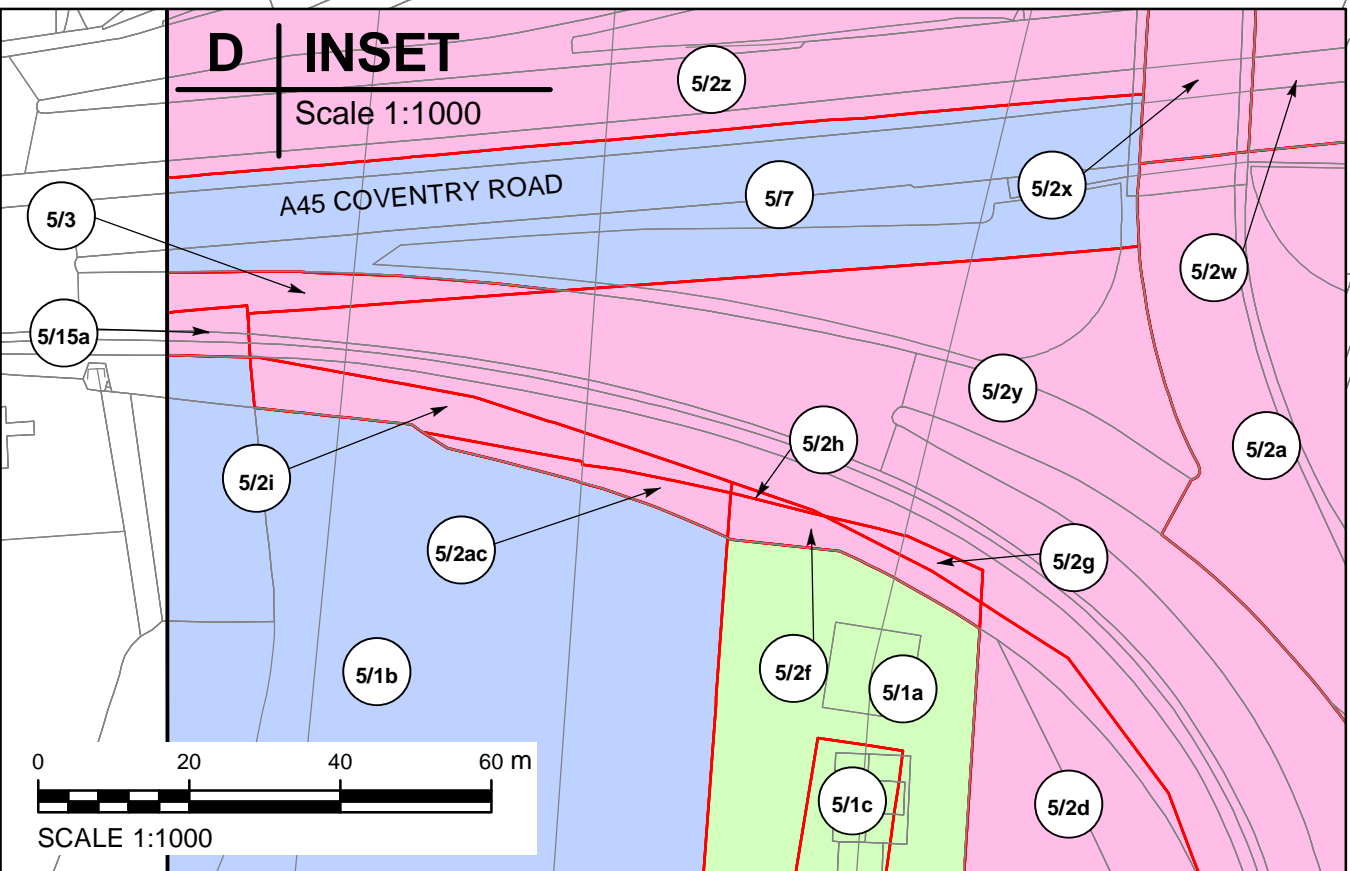 D INSET
Scale 1:1000
5/2z
A45 COVENTRY ROAD
5/7
5/2x
5/3
5/2w
5/15a
5/2y
5/2h
5/2a
5/2i
5/2ac
5/2g
5/1b
5/2f
5/1a
5/1c
5/2d
0 20 40 60 m
SCALE 1:1000